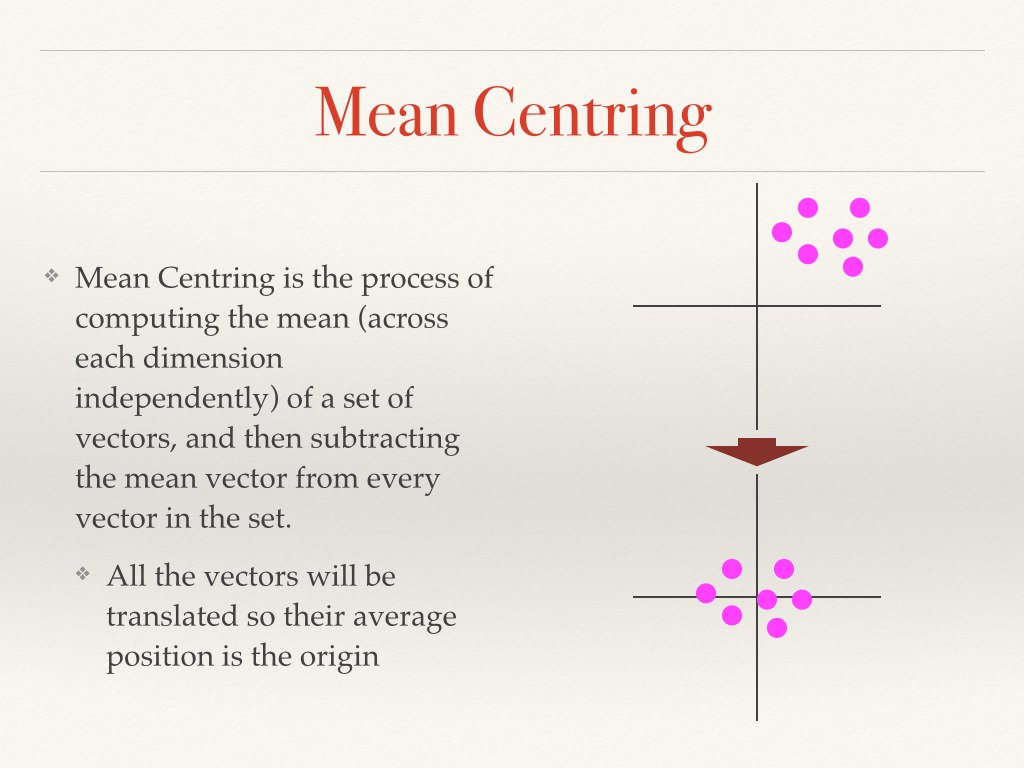 Mean Centring
Mean Centring is the process of
computing the mean (across
each dimension
independently) of a set of
vectors, and then subtracting
the mean vector from every
vector in the set.
All the vectors will be
translated so their average
position is the origin